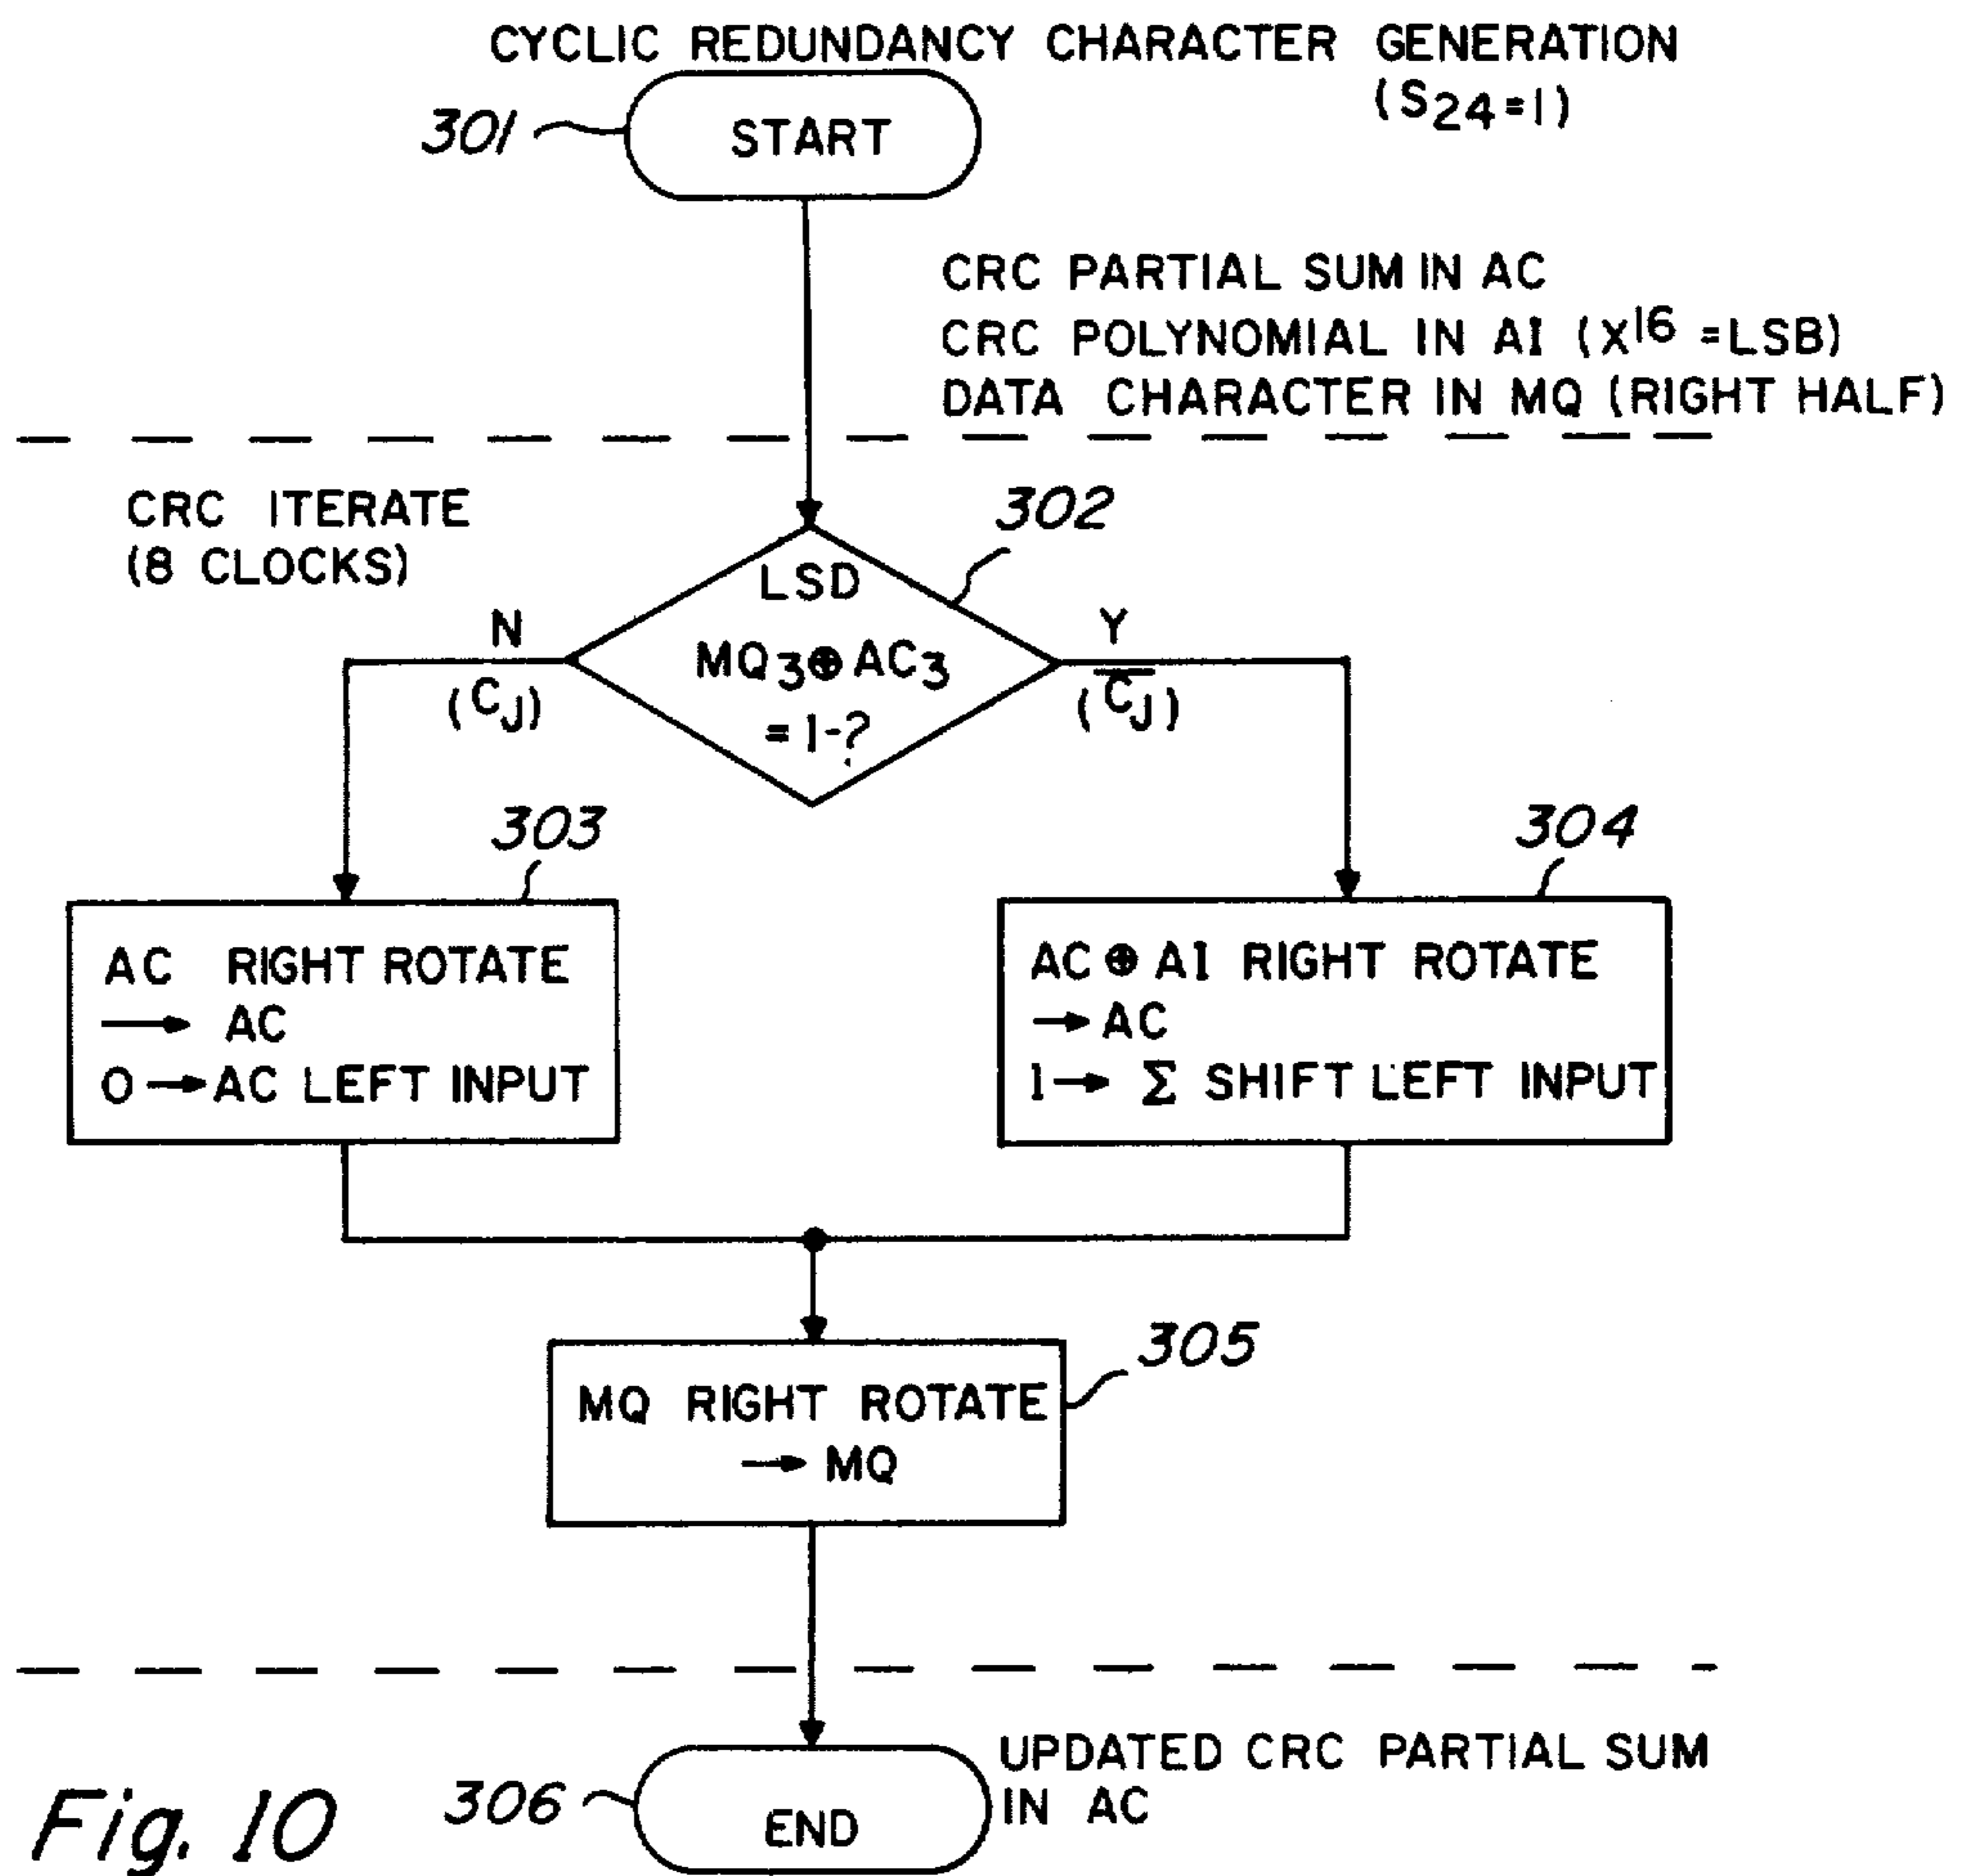 CYCLIC REDUNDANCY CHARACTER GENERATION
(S24=1)
301
START
CRC PARTIAL SUM IN AC
CRC POLYNOMIAL IN AI (X16 =LSB)
DATA CHARACTER IN MQ (RIGHT HALF)
CRC ITERATE
(8 CLOCKS)
302
LSD
MQ3⊕AC3
=1-?
N
(CJ)
Y
(C̅J)
303
AC RIGHT ROTATE
→ AC
0→AC LEFT INPUT
304
AC⊕AI RIGHT ROTATE
→AC
1→ Σ SHIFT LEFT INPUT
MQ RIGHT ROTATE
→ MQ
305
306
END
UPDATED CRC PARTIAL SUM
IN AC
Fig. 10